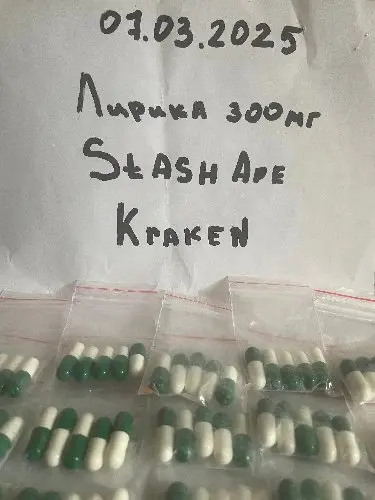 07.03.2025
Лирика 300мг
StASH Ape
KraKEN